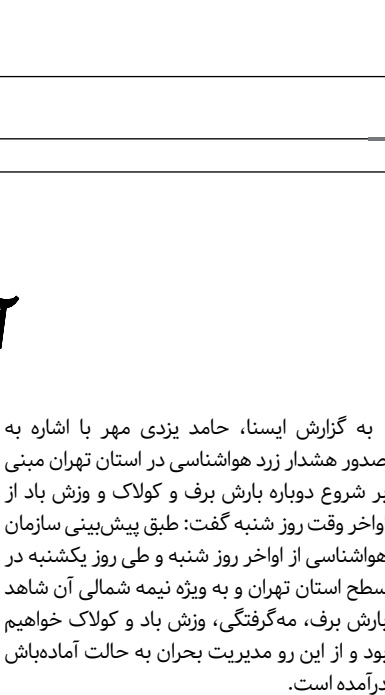 به گزارش ایسنا، حامد یزدی مهر با اشاره به
صدور هشدار زرد هواشناسی در استان تهران مبنی
بر شروع دوباره بارش برف و کولاک و وزش باد از
اواخر وقت روز شنبه گفت: طبق پیش‌بینی سازمان
هواشناسی از اواخر روز شنبه و طی روز یکشنبه در
سطح استان تهران و به ویژه نیمه شمالی آن شاهد
بارش برف، مه‌گرفتگی، وزش باد و کولاک خواهیم
بود و از این رو مدیریت بحران به حالت آماده‌باش
درآمده است.